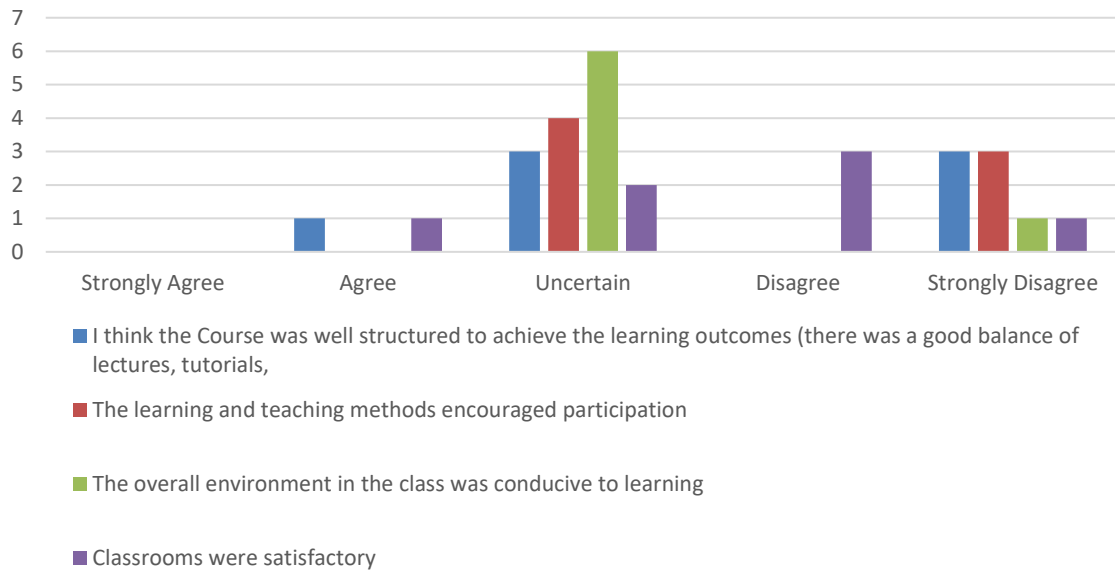 7
6
5
4
3
2
1
0
Strongly Agree Agree Uncertain Disagree Strongly Disagree
I think the Course was well structured to achieve the learning outcomes (there was a good balance of
lectures, tutorials,
The learning and teaching methods encouraged participation
The overall environment in the class was conducive to learning
Classrooms were satisfactory